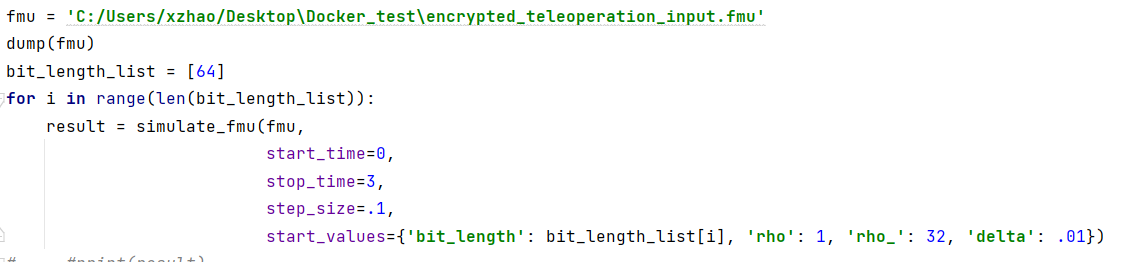 fmu = 'C:/Users/xzhao/Desktop\Docker_test\encrypted_teleoperation_input.fmu'
dump(fmu)
bit_length_list = [64]
for i in range(len(bit_length_list)):
    result = simulate_fmu(fmu,
                          start_time=0,
                          stop_time=3,
                          step_size=.1,
                          start_values={'bit_length': bit_length_list[i], 'rho': 1, 'rho_': 32, 'delta': .01})
#     #print(result)